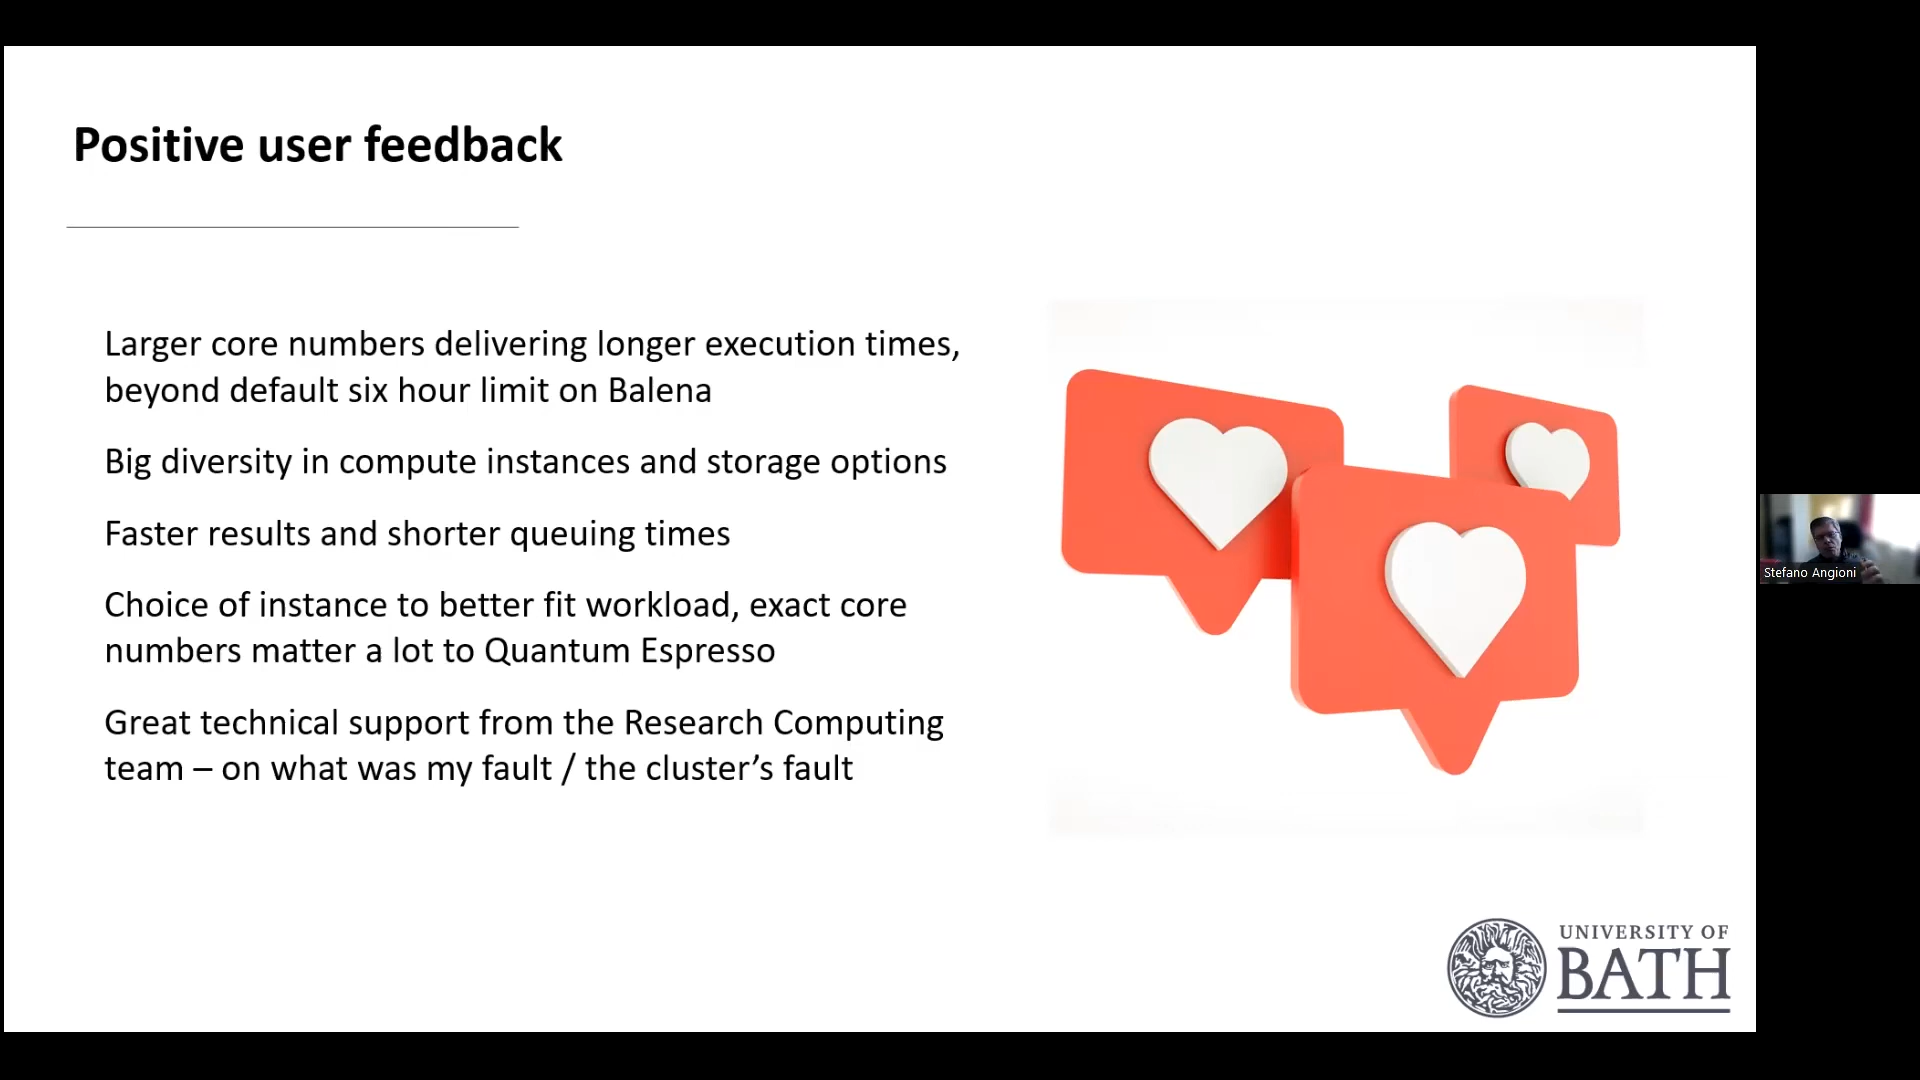 Positive user feedback
Larger core numbers delivering longer execution times,
beyond default six hour limit on Balena
Big diversity in compute instances and storage options
Faster results and shorter queuing times
Choice of instance to better fit workload, exact core
numbers matter a lot to Quantum Espresso
Great technical support from the Research Computing
team – on what was my fault / the cluster’s fault
Stefano Angioni
UNIVERSITY OF
BATH